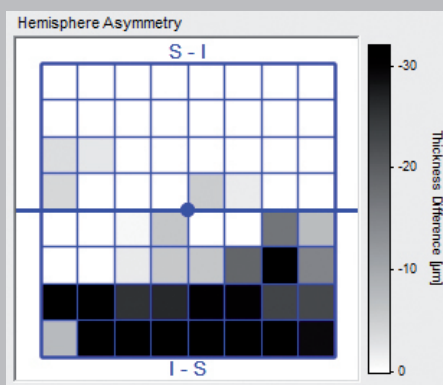 Hemisphere Asymmetry
S - I
-30
-20
-10
0
Thickness Difference [µm]
I - S